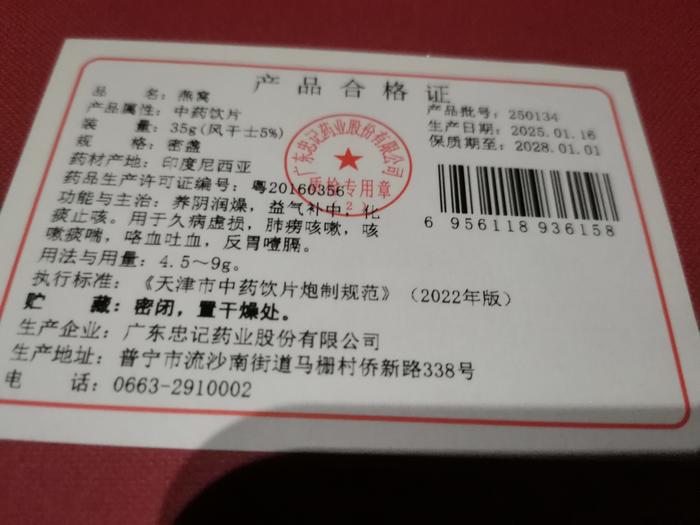 产品合格证
品 名：燕窝
产品批号：250134
产品属性：中药饮片
生产日期：2025.01.16
装 量：35g(风干士5%)
保质期至：2028.01.01
规 格：密盏
药材产地：印度尼西亚
药品生产许可证编号：粤20160356
功能与主治：养阴润燥，益气补中，化
痰止咳。用于久病虚损，肺痨咳嗽，咳
嗽痰喘，咯血吐血，反胃噎膈。
用法与用量：4.5～9g。
执行标准：《天津市中药饮片炮制规范》（2022年版）
贮 藏：密闭，置干燥处。
生产企业：广东忠记药业股份有限公司
生产地址：普宁市流沙南街道马栅村侨新路338号
电 话：0663-2910002
广东忠记药业股份有限公司
质检专用章
2
6 956118 936158